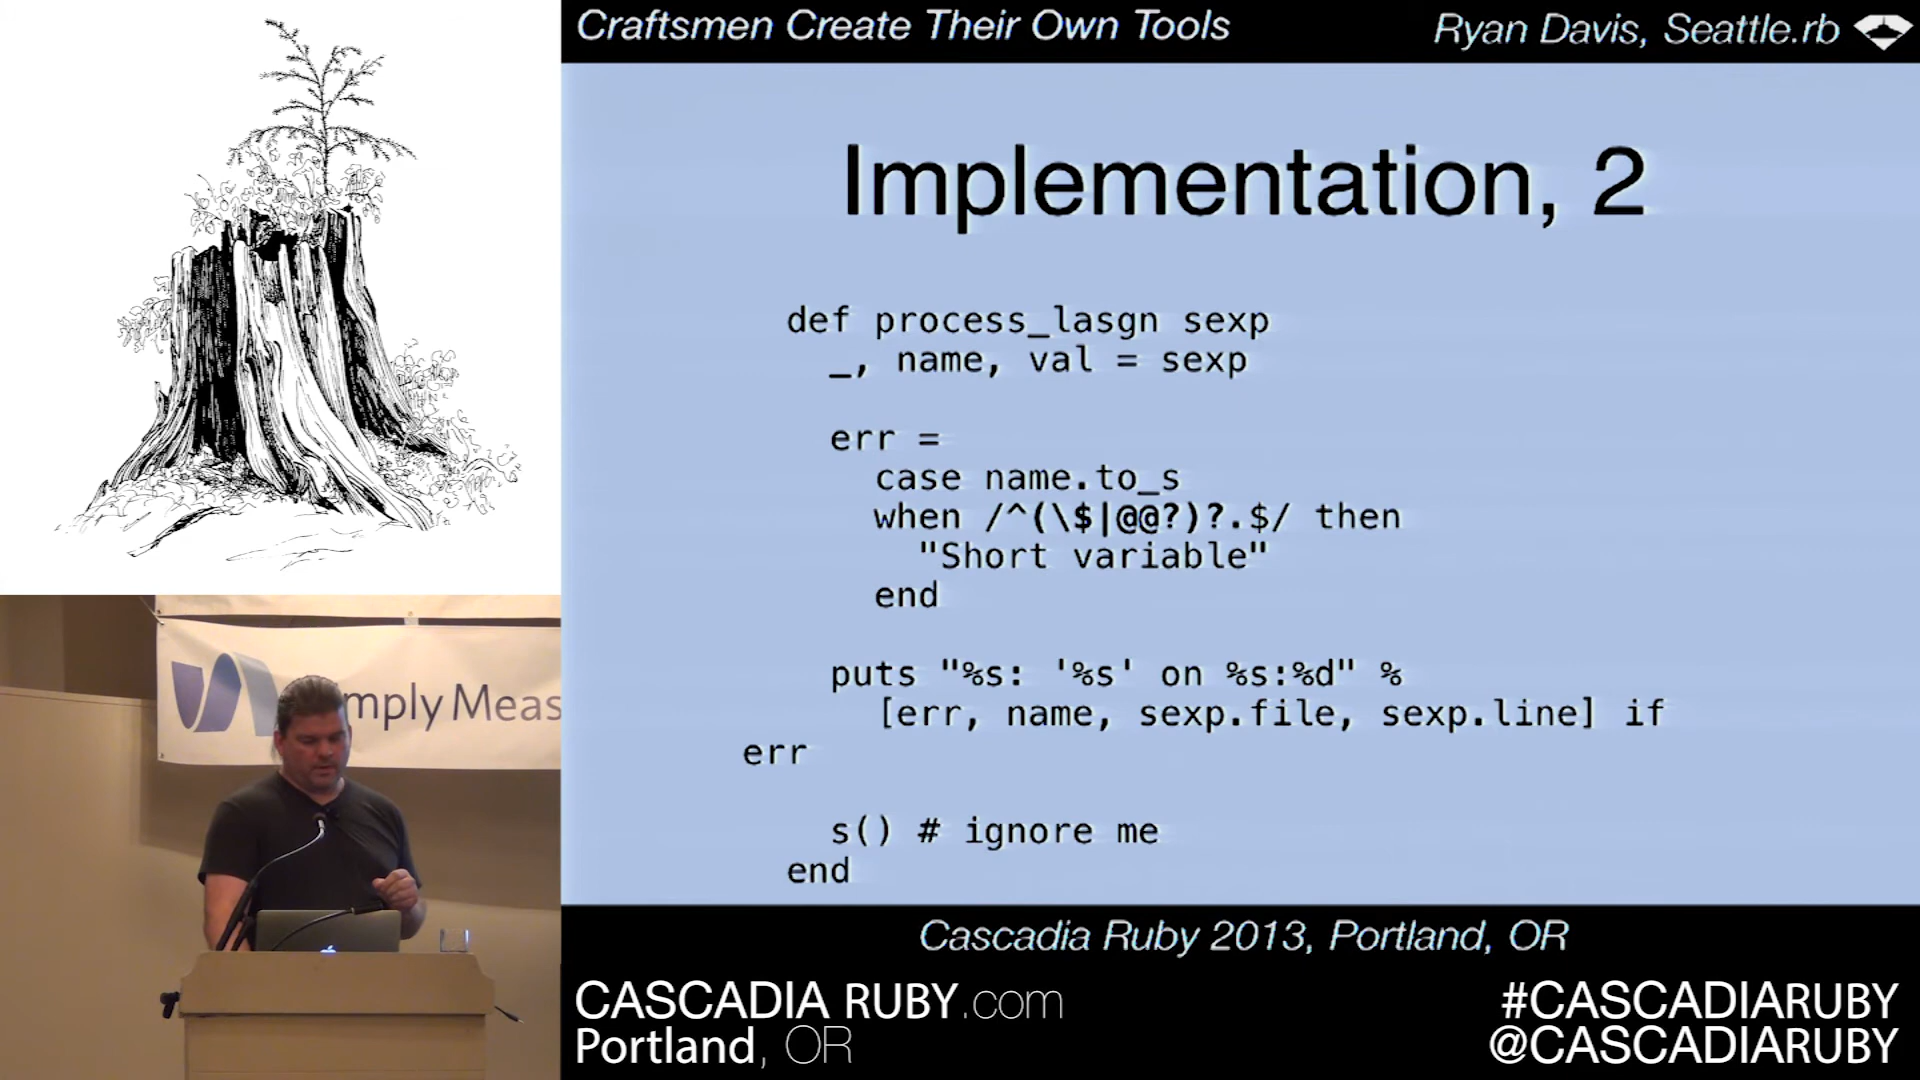 Craftsmen Create Their Own Tools
Ryan Davis, Seattle.rb
Implementation, 2
def process_lasgn sexp
_, name, val = sexp
err =
case name.to_s
when /^(\$|@@?)?.$/ then
"Short variable"
end
puts "%s: '%s' on %s:%d" %
[err, name, sexp.file, sexp.line] if
err
s() # ignore me
end
Cascadia Ruby 2013, Portland, OR
mply Meas
CASCADIA RUBY.com
Portland, OR
#CASCADIARUBY
@CASCADIARUBY